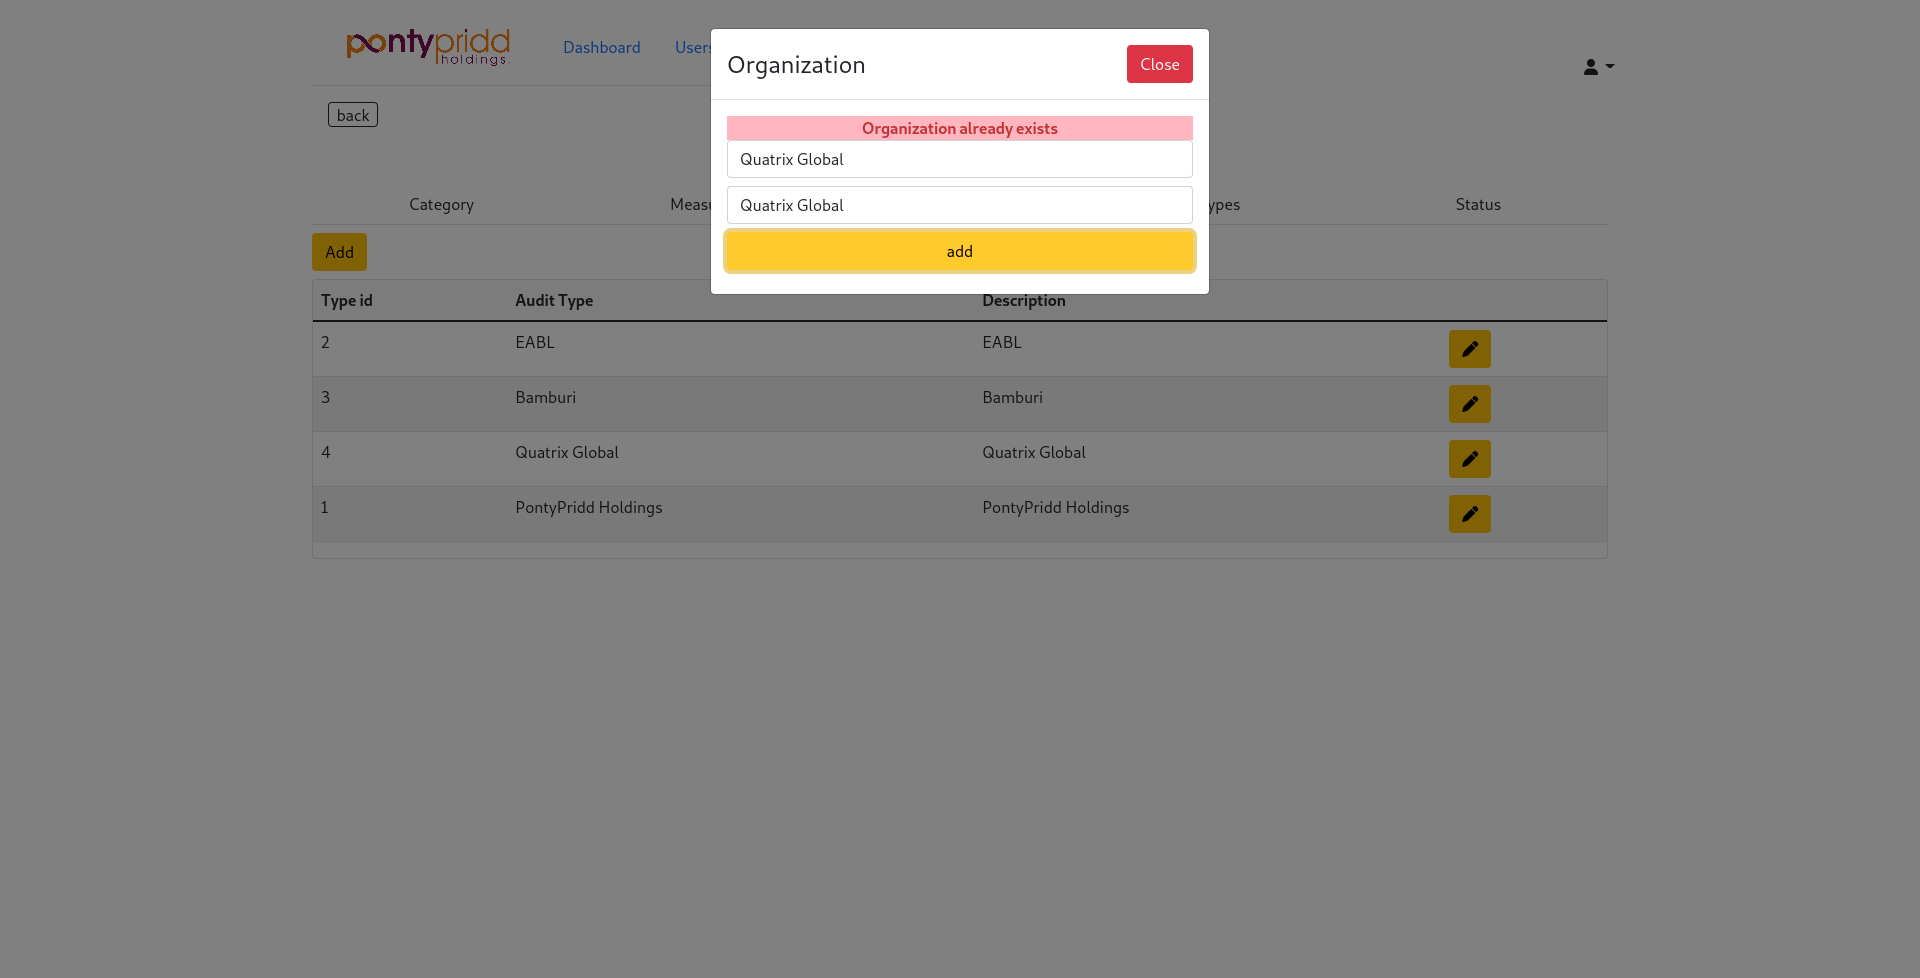 pontypridd
holdings
Dashboard
Users
Organization
Close
back
Organization already exists
Quatrix Global
Quatrix Global
add
Category
Status
Add
Type id Audit Type Description
2 EABL EABL
3 Bamburi Bamburi
4 Quatrix Global Quatrix Global
1 PontyPridd Holdings PontyPridd Holdings